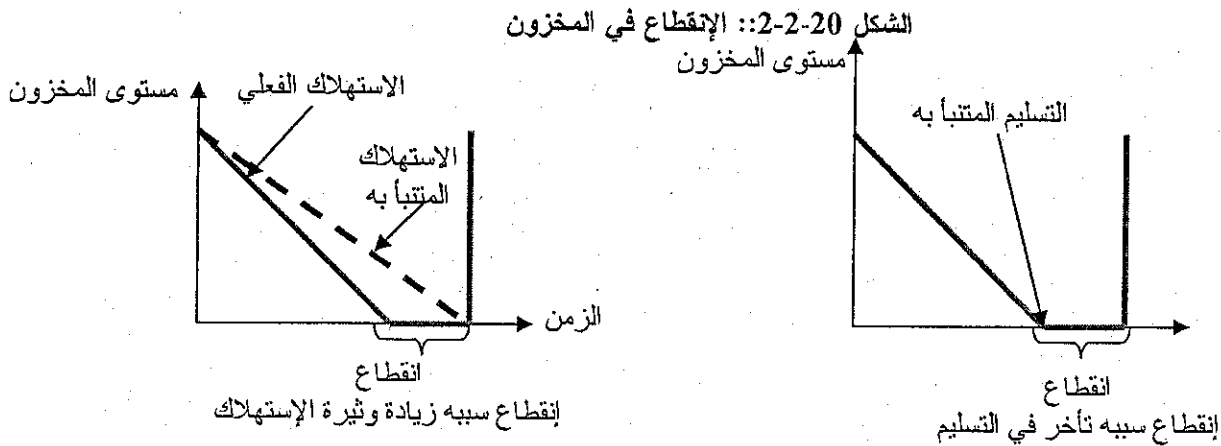 الشكل 20-2-2:: الإنقطاع في المخزون
مستوى المخزون
التسليم المتنبأ به
انقطاع
إنقطاع سببه تأخر في التسليم
مستوى المخزون
الاستهلاك الفعلي
الاستهلاك
المتنبأ به
الزمن
انقطاع
إنقطاع سببه زيادة وثيرة الإستهلاك